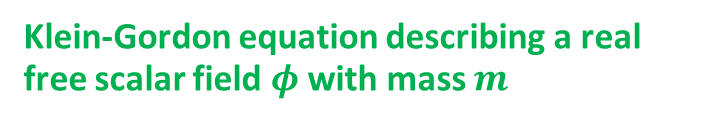 Klein-Gordon equation describing a real
free scalar field ϕ with mass m